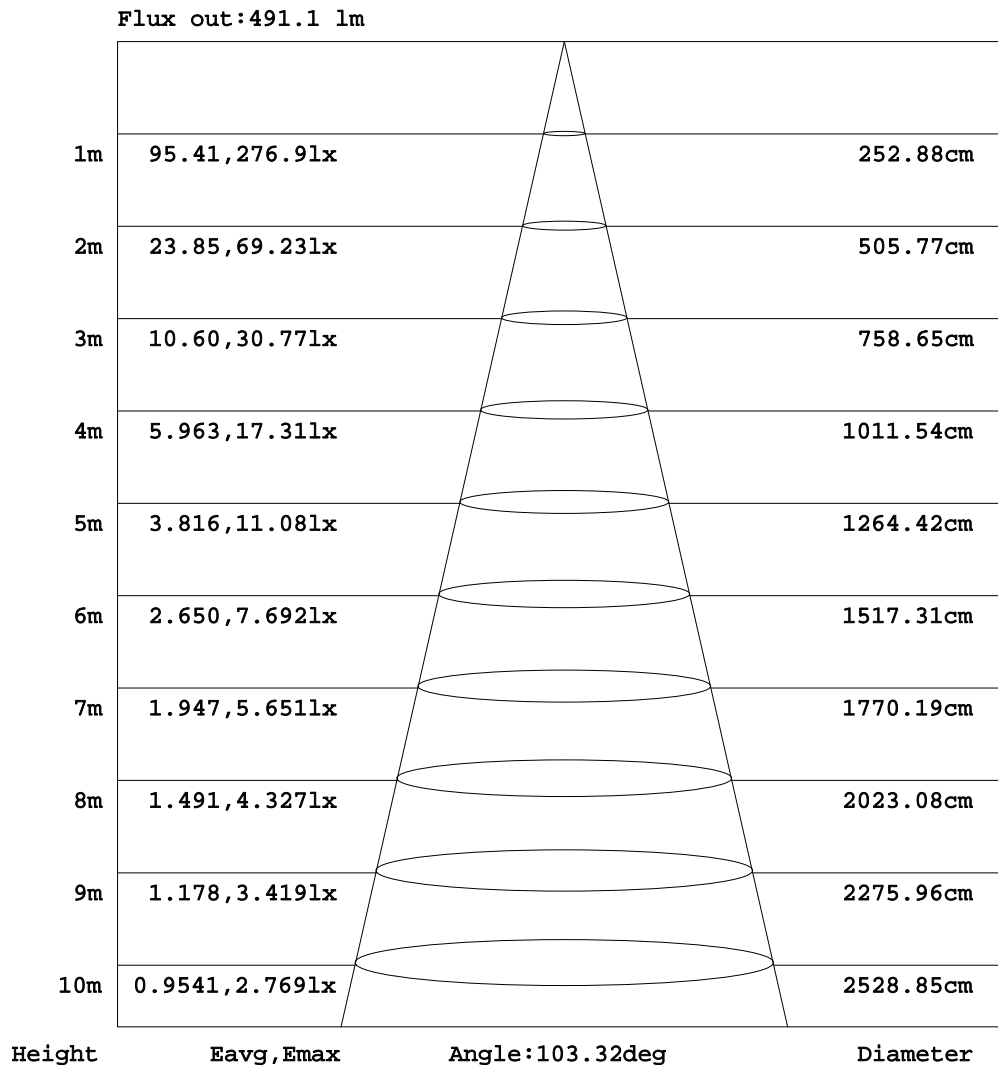 Flux out:491.1 lm
1m 95.41,276.9lx 252.88cm
2m 23.85,69.23lx 505.77cm
3m 10.60,30.77lx 758.65cm
4m 5.963,17.31lx 1011.54cm
5m 3.816,11.08lx 1264.42cm
6m 2.650,7.692lx 1517.31cm
7m 1.947,5.651lx 1770.19cm
8m 1.491,4.327lx 2023.08cm
9m 1.178,3.419lx 2275.96cm
10m 0.9541,2.769lx 2528.85cm
Height Eavg,Emax Angle:103.32deg Diameter